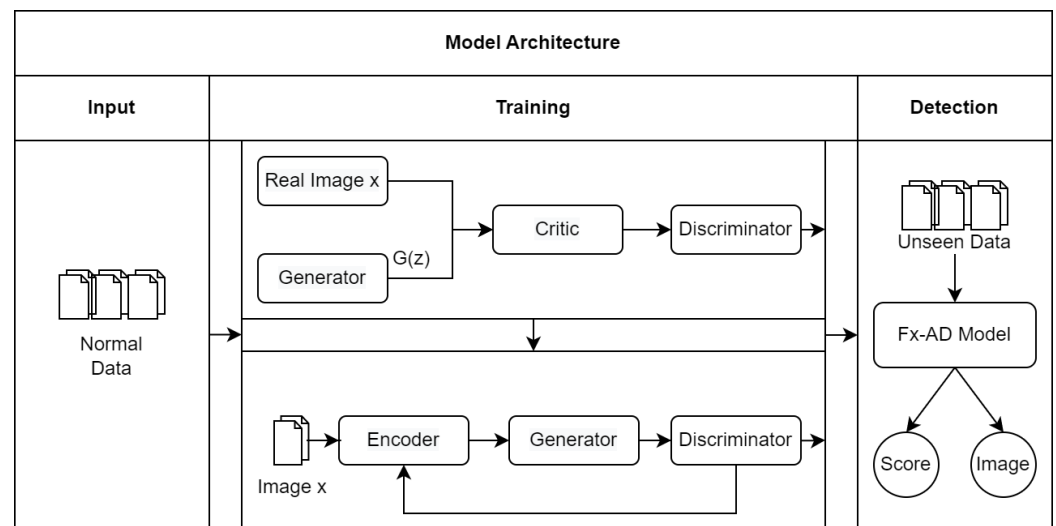 Model Architecture
Input
Training
Detection
Normal
Data
Real Image x
Generator
G(z)
Critic
Discriminator
Image x
Encoder
Generator
Discriminator
Unseen Data
Fx-AD Model
Score
Image